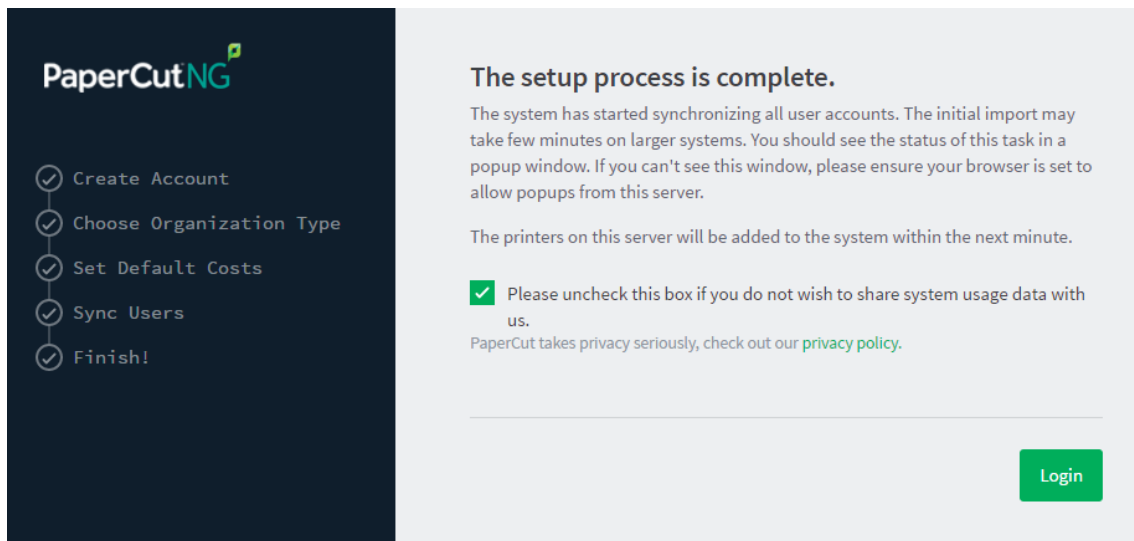 PaperCut NG
Create Account
Choose Organization Type
Set Default Costs
Sync Users
Finish!
The setup process is complete.
The system has started synchronizing all user accounts. The initial import may
take few minutes on larger systems. You should see the status of this task in a
popup window. If you can't see this window, please ensure your browser is set to
allow popups from this server.
The printers on this server will be added to the system within the next minute.
Please uncheck this box if you do not wish to share system usage data with
us.
PaperCut takes privacy seriously, check out our privacy policy.
Login